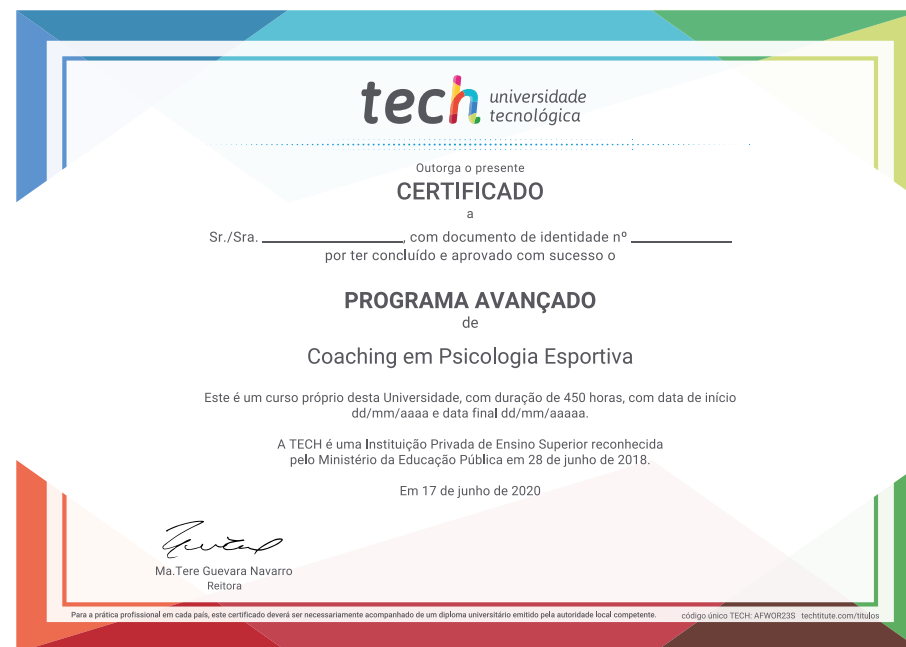 tech universidade
tecnológica
Outorga o presente
CERTIFICADO
a
Sr./Sra. ____________________, com documento de identidade nº ______________
por ter concluído e aprovado com sucesso o
PROGRAMA AVANÇADO
de
Coaching em Psicologia Esportiva
Este é um curso próprio desta Universidade, com duração de 450 horas, com data de início
dd/mm/aaaa e data final dd/mm/aaaaa.
A TECH é uma Instituição Privada de Ensino Superior reconhecida
pelo Ministério da Educação Pública em 28 de junho de 2018.
Em 17 de junho de 2020
Ma.Tere Guevara Navarro
Reitora
Para a prática profissional em cada país, este certificado deverá ser necessariamente acompanhado de um diploma universitário emitido pela autoridade local competente. código único TECH: AFWOR23S techtitute.com/titulos